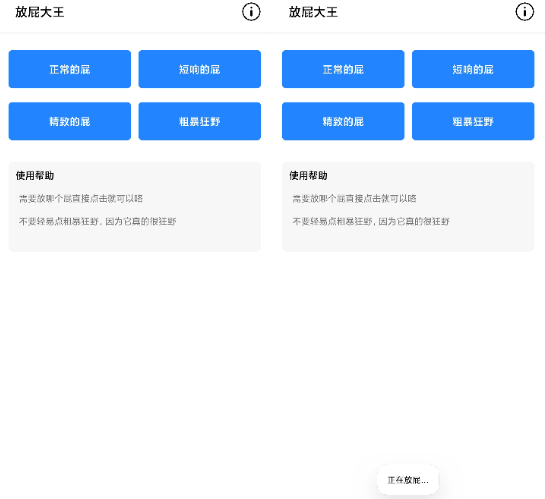 放屁大王
正常的屁
短响的屁
精致的屁
粗暴狂野
使用帮助
需要放哪个屁直接点击就可以咯
不要轻易点粗暴狂野, 因为它真的很狂野
放屁大王
正常的屁
短响的屁
精致的屁
粗暴狂野
使用帮助
需要放哪个屁直接点击就可以咯
不要轻易点粗暴狂野, 因为它真的很狂野
正在放屁...